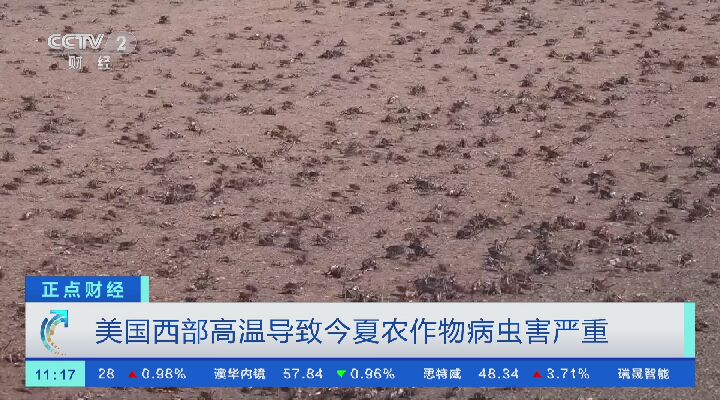 CCTV 2
财经
正点财经
美国西部高温导致今夏农作物病虫害严重
11:17 28 ▲0.98% 澳华内镜 57.84 ▼0.96% 思特威 48.34 ▲3.71% 瑞晟智能